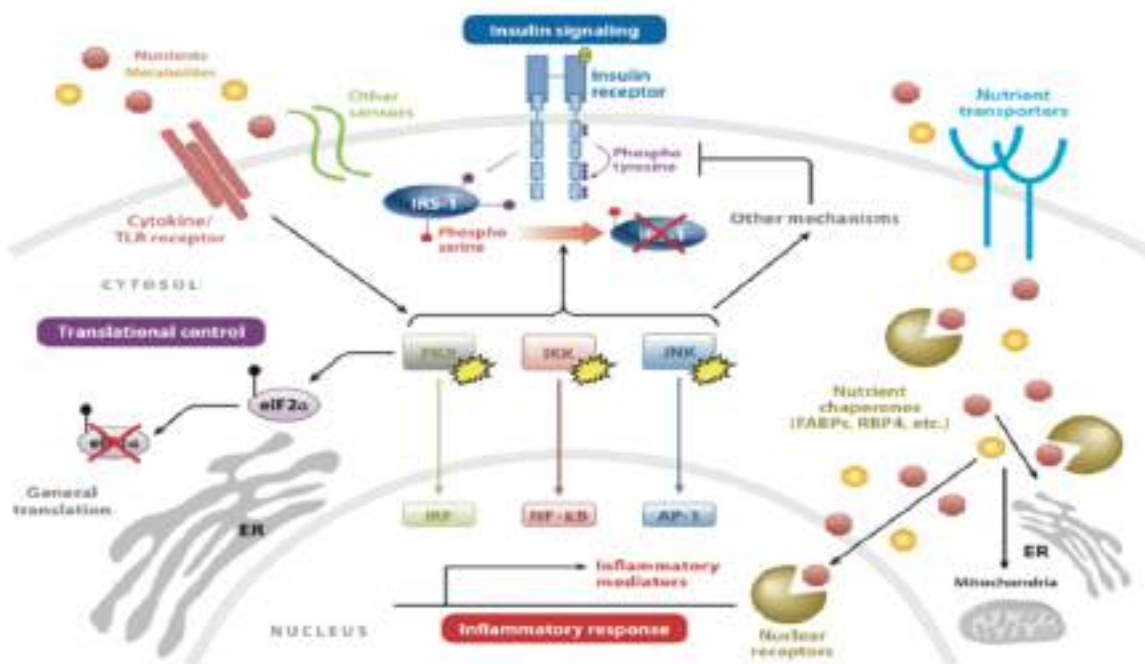 Insulin signaling
Nutrients
Metabolites
Other
sensors
Insulin
receptor
Nutrient
transporters
Phospho
tyrosine
IRS-1
Cytokine/
TLR receptor
Phospho
serine
Other mechanisms
CYTOSOL
Translational control
IKK
JNK
eIF2α
Nutrient
chaperones
(FABPs, RBP4, etc.)
General
translation
ER
IRF
NF-κB
AP-1
ER
Mitochondria
Inflammatory
mediators
NUCLEUS
Inflammatory response
Nuclear
receptors